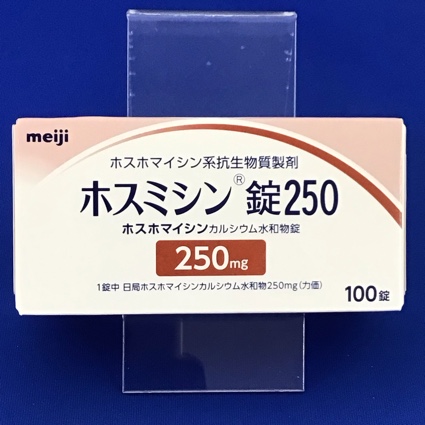 meiji
ホスホマイシン系抗生物質製剤
ホスミシン®錠250
ホスホマイシンカルシウム水和物錠
250mg
1錠中 日局ホスホマイシンカルシウム水和物250mg(力価)
100錠